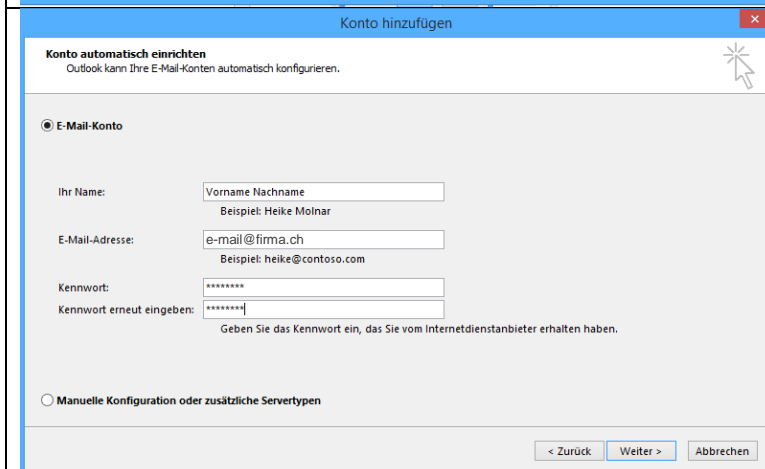 Konto hinzufügen
Konto automatisch einrichten
Outlook kann Ihre E-Mail-Konten automatisch konfigurieren.
E-Mail-Konto
Ihr Name: Vorname Nachname
Beispiel: Heike Molnar
E-Mail-Adresse: e-mail@firma.ch
Beispiel: heike@contoso.com
Kennwort: ********
Kennwort erneut eingeben: ********
Geben Sie das Kennwort ein, das Sie vom Internetdienstanbieter erhalten haben.
Manuelle Konfiguration oder zusätzliche Servertypen
< Zurück Weiter > Abbrechen